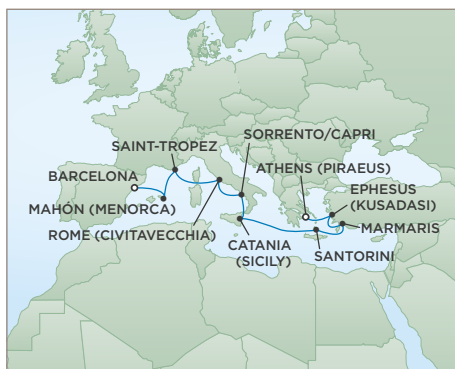 SAINT-TROPEZ
SORRENTO/CAPRI
BARCELONA
ATHENS (PIRAEUS)
EPHESUS
(KUSADASI)
MAHÓN (MENORCA)
MARMARIS
ROME (CIVITAVECCHIA)
CATANIA
(SICILY)
SANTORINI